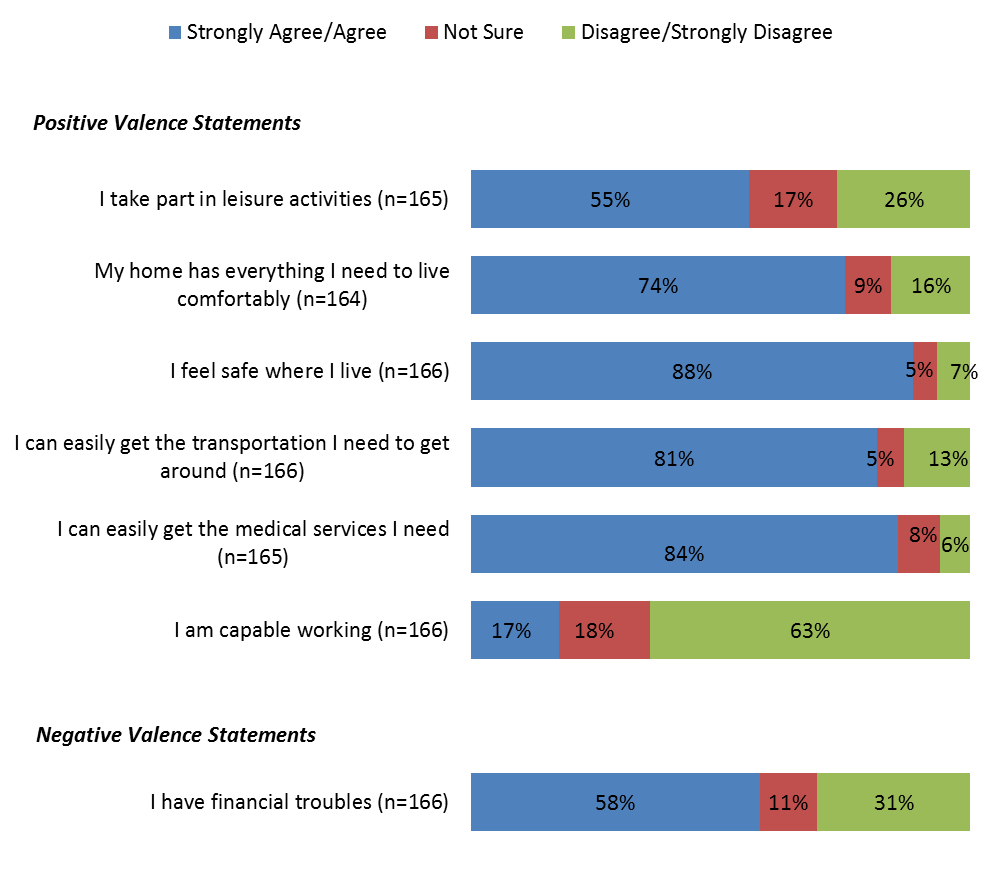 Strongly Agree/Agree Not Sure Disagree/Strongly Disagree
Positive Valence Statements
I take part in leisure activities (n=165) 55% 17% 26%
My home has everything I need to live
comfortably (n=164) 74% 9% 16%
I feel safe where I live (n=166) 88% 5% 7%
I can easily get the transportation I need to get
around (n=166) 81% 5% 13%
I can easily get the medical services I need
(n=165) 84% 8% 6%
I am capable working (n=166) 17% 18% 63%
Negative Valence Statements
I have financial troubles (n=166) 58% 11% 31%